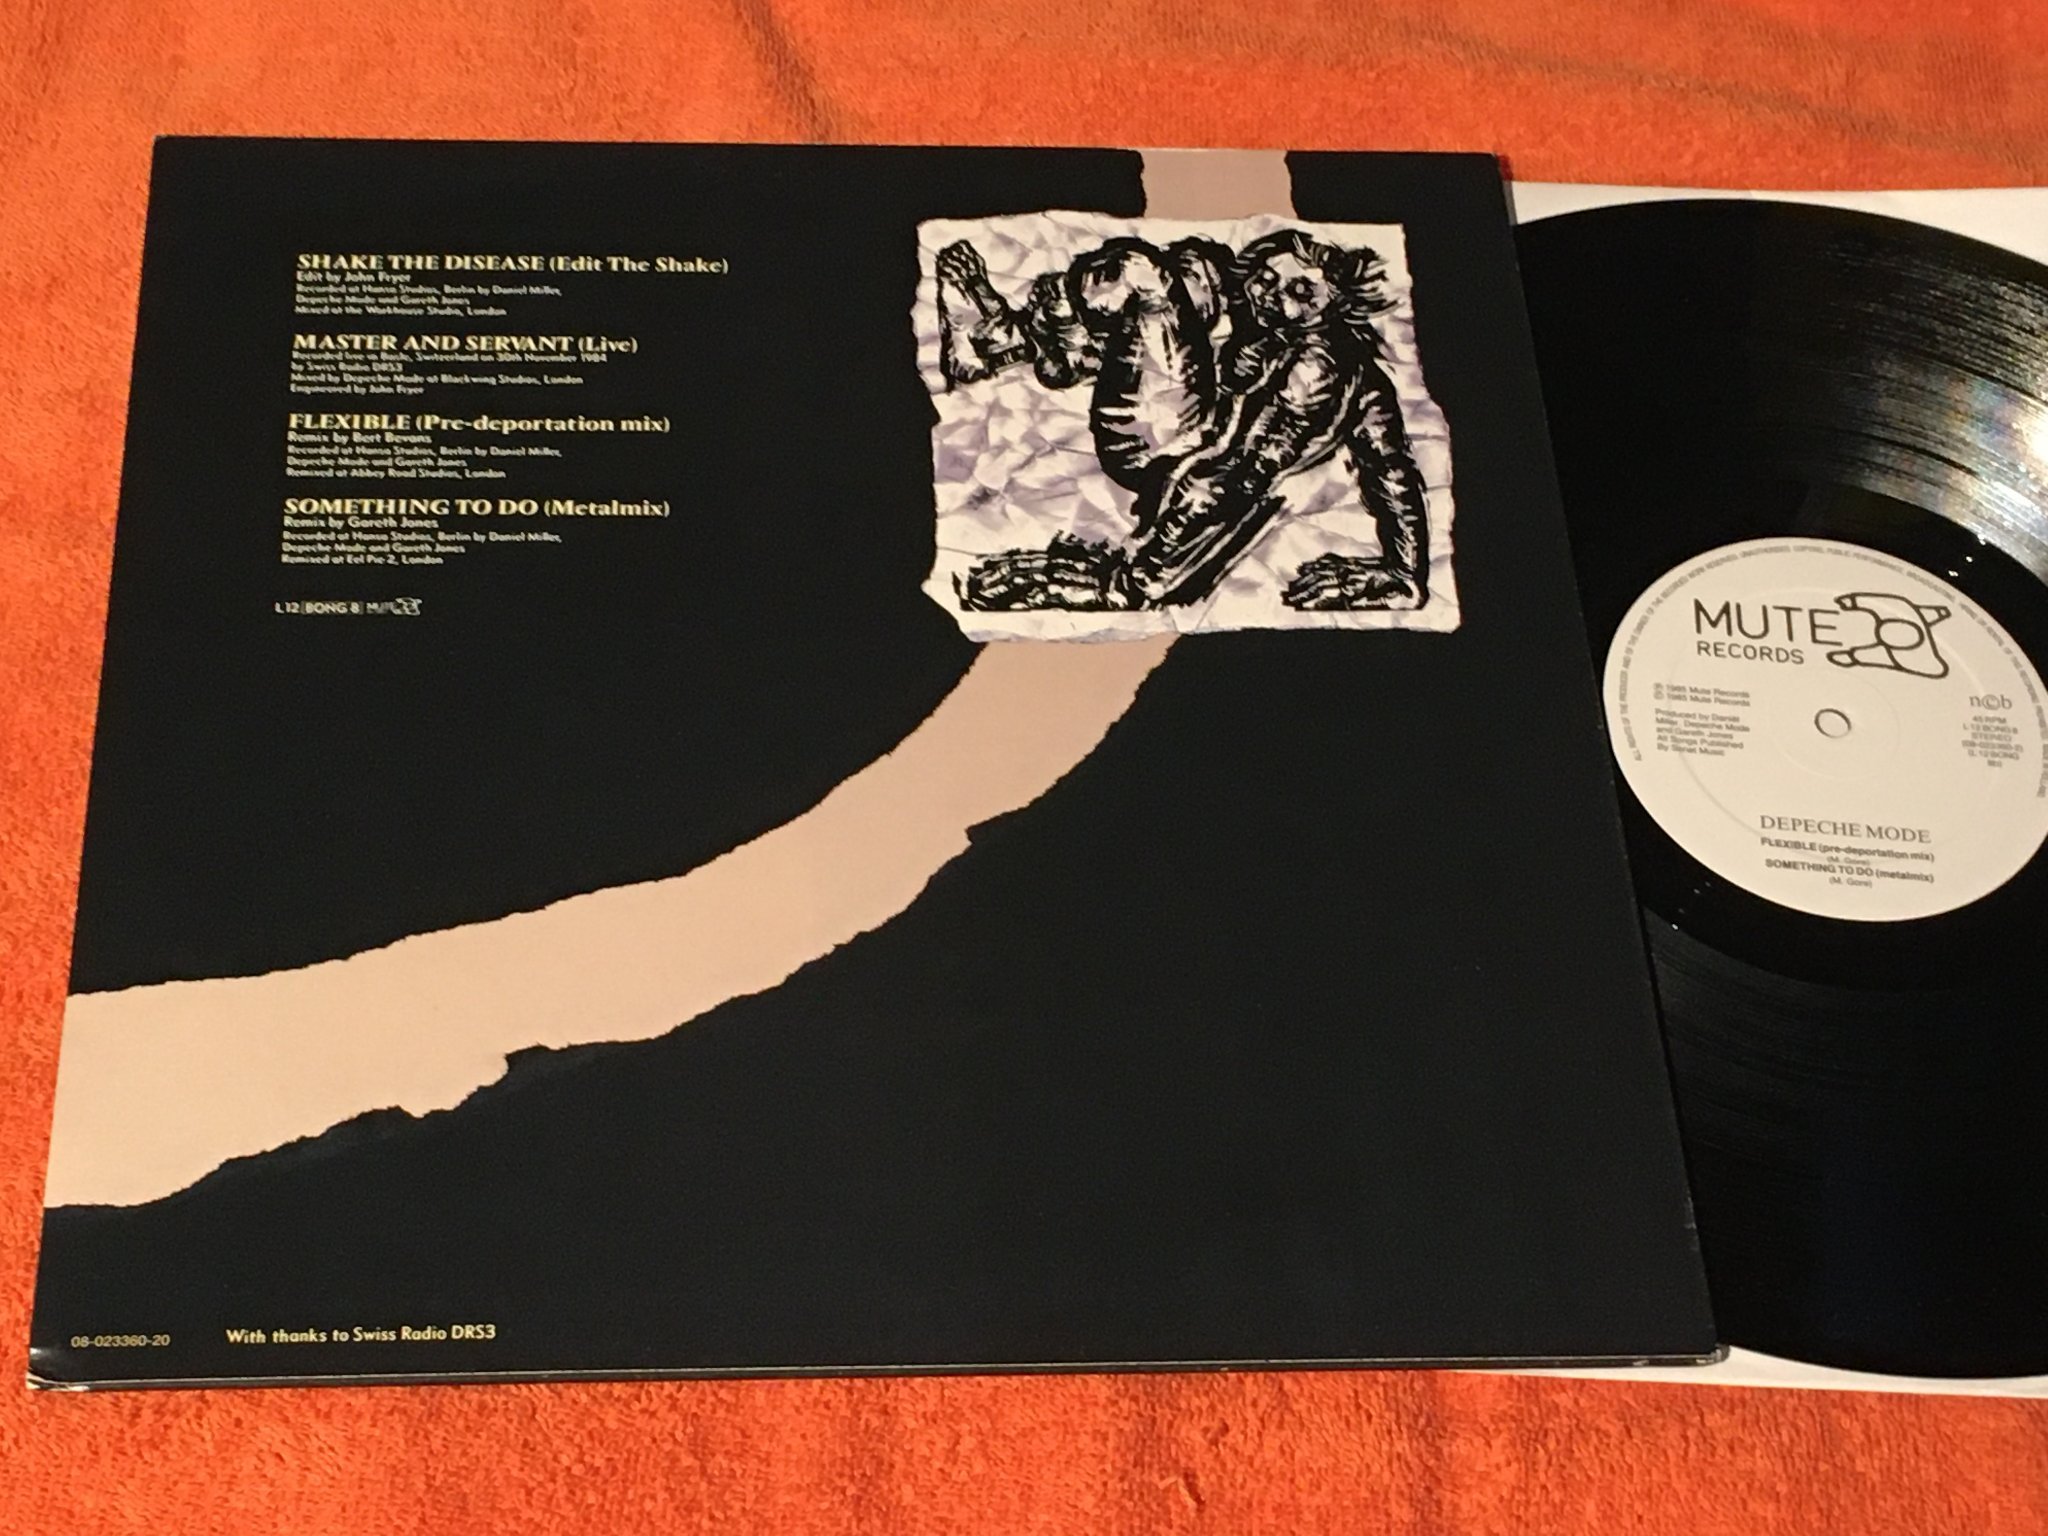 SHAKE THE DISEASE (Edit The Shake)
Edit by John Fryer
Recorded at Hansa Studios, Berlin by Daniel Miller,
Depeche Mode and Gareth Jones
Mixed at the Workhouse Studio, London
MASTER AND SERVANT (Live)
Recorded live in Basle, Switzerland on 30th November 1984
by Swiss Radio DRS3
Mixed by Depeche Mode at Blackwing Studios, London
Engineered by John Fryer
FLEXIBLE (Pre-deportation mix)
Remix by Bert Bevans
Recorded at Hansa Studios, Berlin by Daniel Miller,
Depeche Mode and Gareth Jones
Remixed at Abbey Road Studios, London
SOMETHING TO DO (Metalmix)
Remix by Gareth Jones
Recorded at Hansa Studios, Berlin by Daniel Miller,
Depeche Mode and Gareth Jones
Remixed at Eel Pie 2, London
L12 BONG 8 MUTE
08-023360-20
With thanks to Swiss Radio DRS3
MUTE
RECORDS
℗ 1985 Mute Records
© 1985 Mute Records
Produced by Daniel
Miller, Depeche Mode
and Gareth Jones
All Songs Published
By Sonet Music
n©b
45 RPM
L 12 BONG 8
STEREO
(08-023360-2)
(L 12 BONG
DEPECHE MODE
FLEXIBLE (pre-deportation mix)
(M. Gore)
SOMETHING TO DO (metalmix)
(M. Gore)